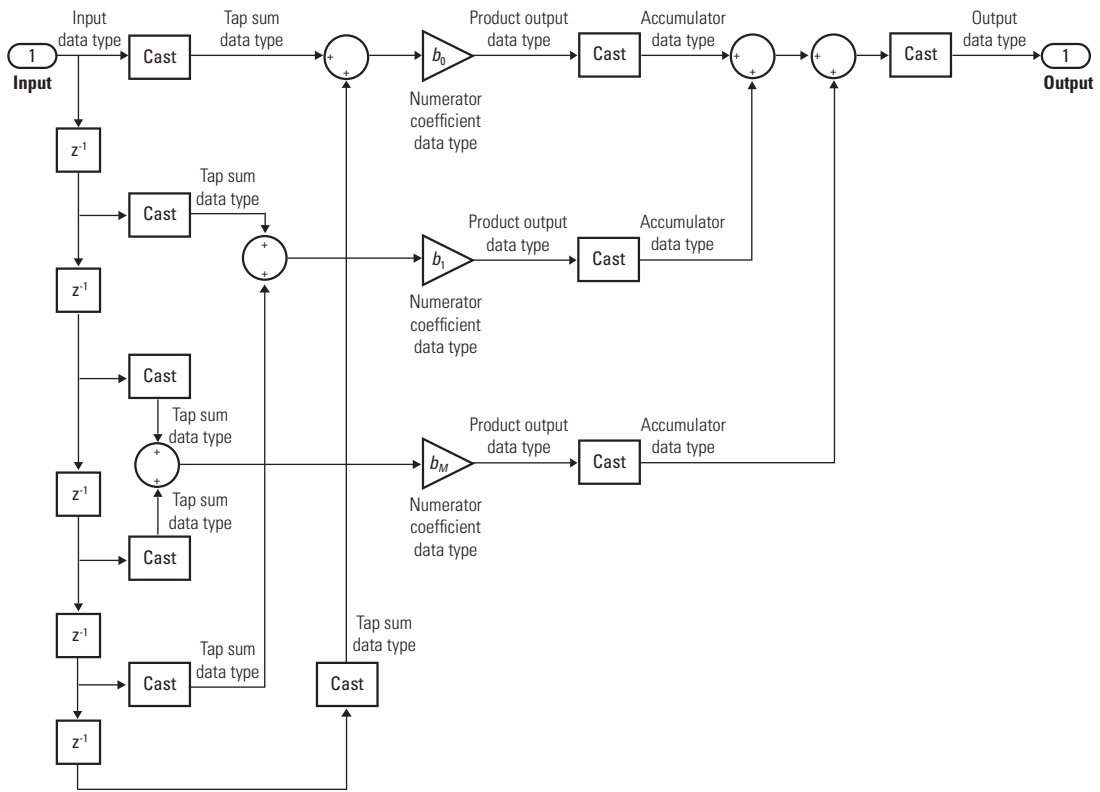 Input
data type
Tap sum
data type
Product output
data type
Accumulator
data type
Output
data type
1
Input
Cast
+
+
b0
Cast
+
+
+
+
Cast
1
Output
Numerator
coefficient
data type
z-1
Tap sum
data type
Cast
+
+
Product output
data type
Accumulator
data type
b1
Cast
Numerator
coefficient
data type
z-1
Cast
Tap sum
data type
+
+
Product output
data type
Accumulator
data type
bM
Cast
Numerator
coefficient
data type
z-1
Tap sum
data type
Cast
z-1
Tap sum
data type
Cast
Tap sum
data type
Cast
z-1